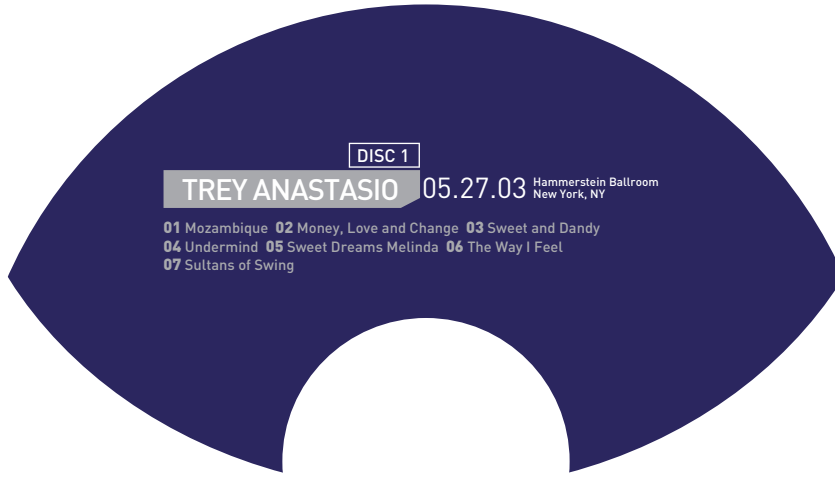 DISC 1
TREY ANASTASIO 05.27.03 Hammerstein Ballroom
New York, NY
01 Mozambique 02 Money, Love and Change 03 Sweet and Dandy
04 Undermind 05 Sweet Dreams Melinda 06 The Way I Feel
07 Sultans of Swing